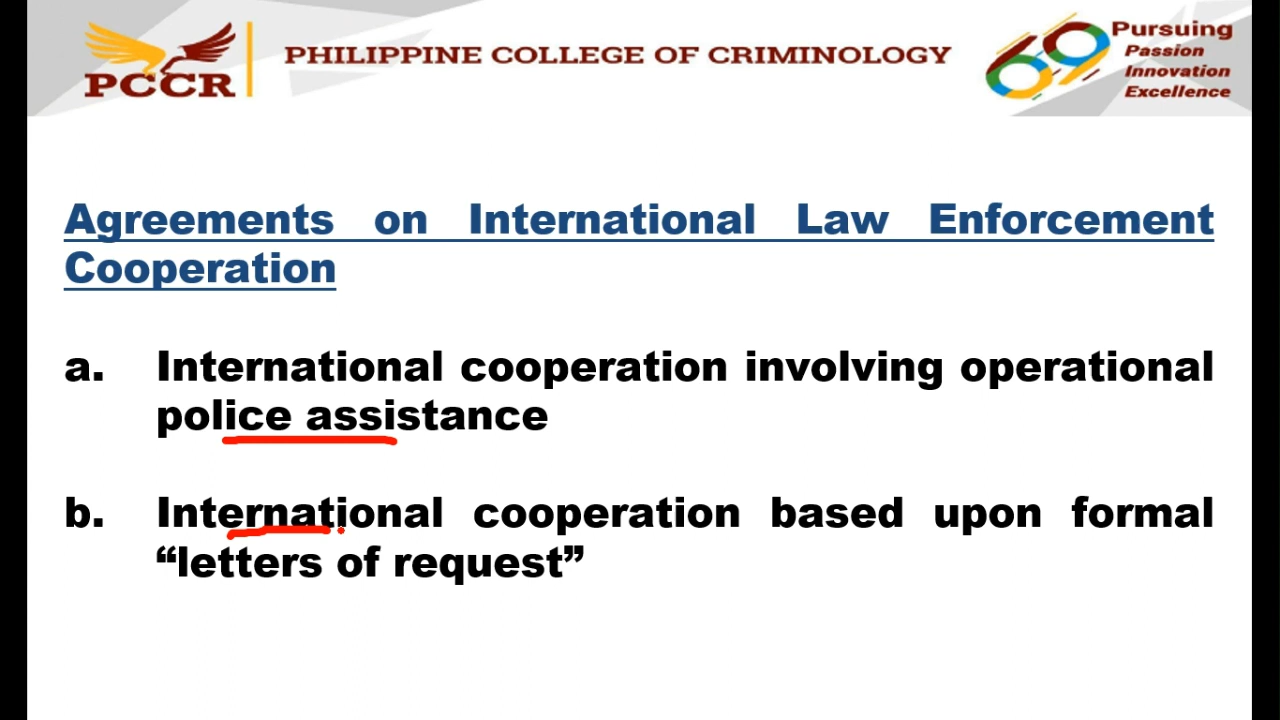 PCCR
PHILIPPINE COLLEGE OF CRIMINOLOGY
69
Pursuing
Passion
Innovation
Excellence
Agreements on International Law Enforcement
Cooperation
a. International cooperation involving operational
police assistance
b. International cooperation based upon formal
“letters of request”